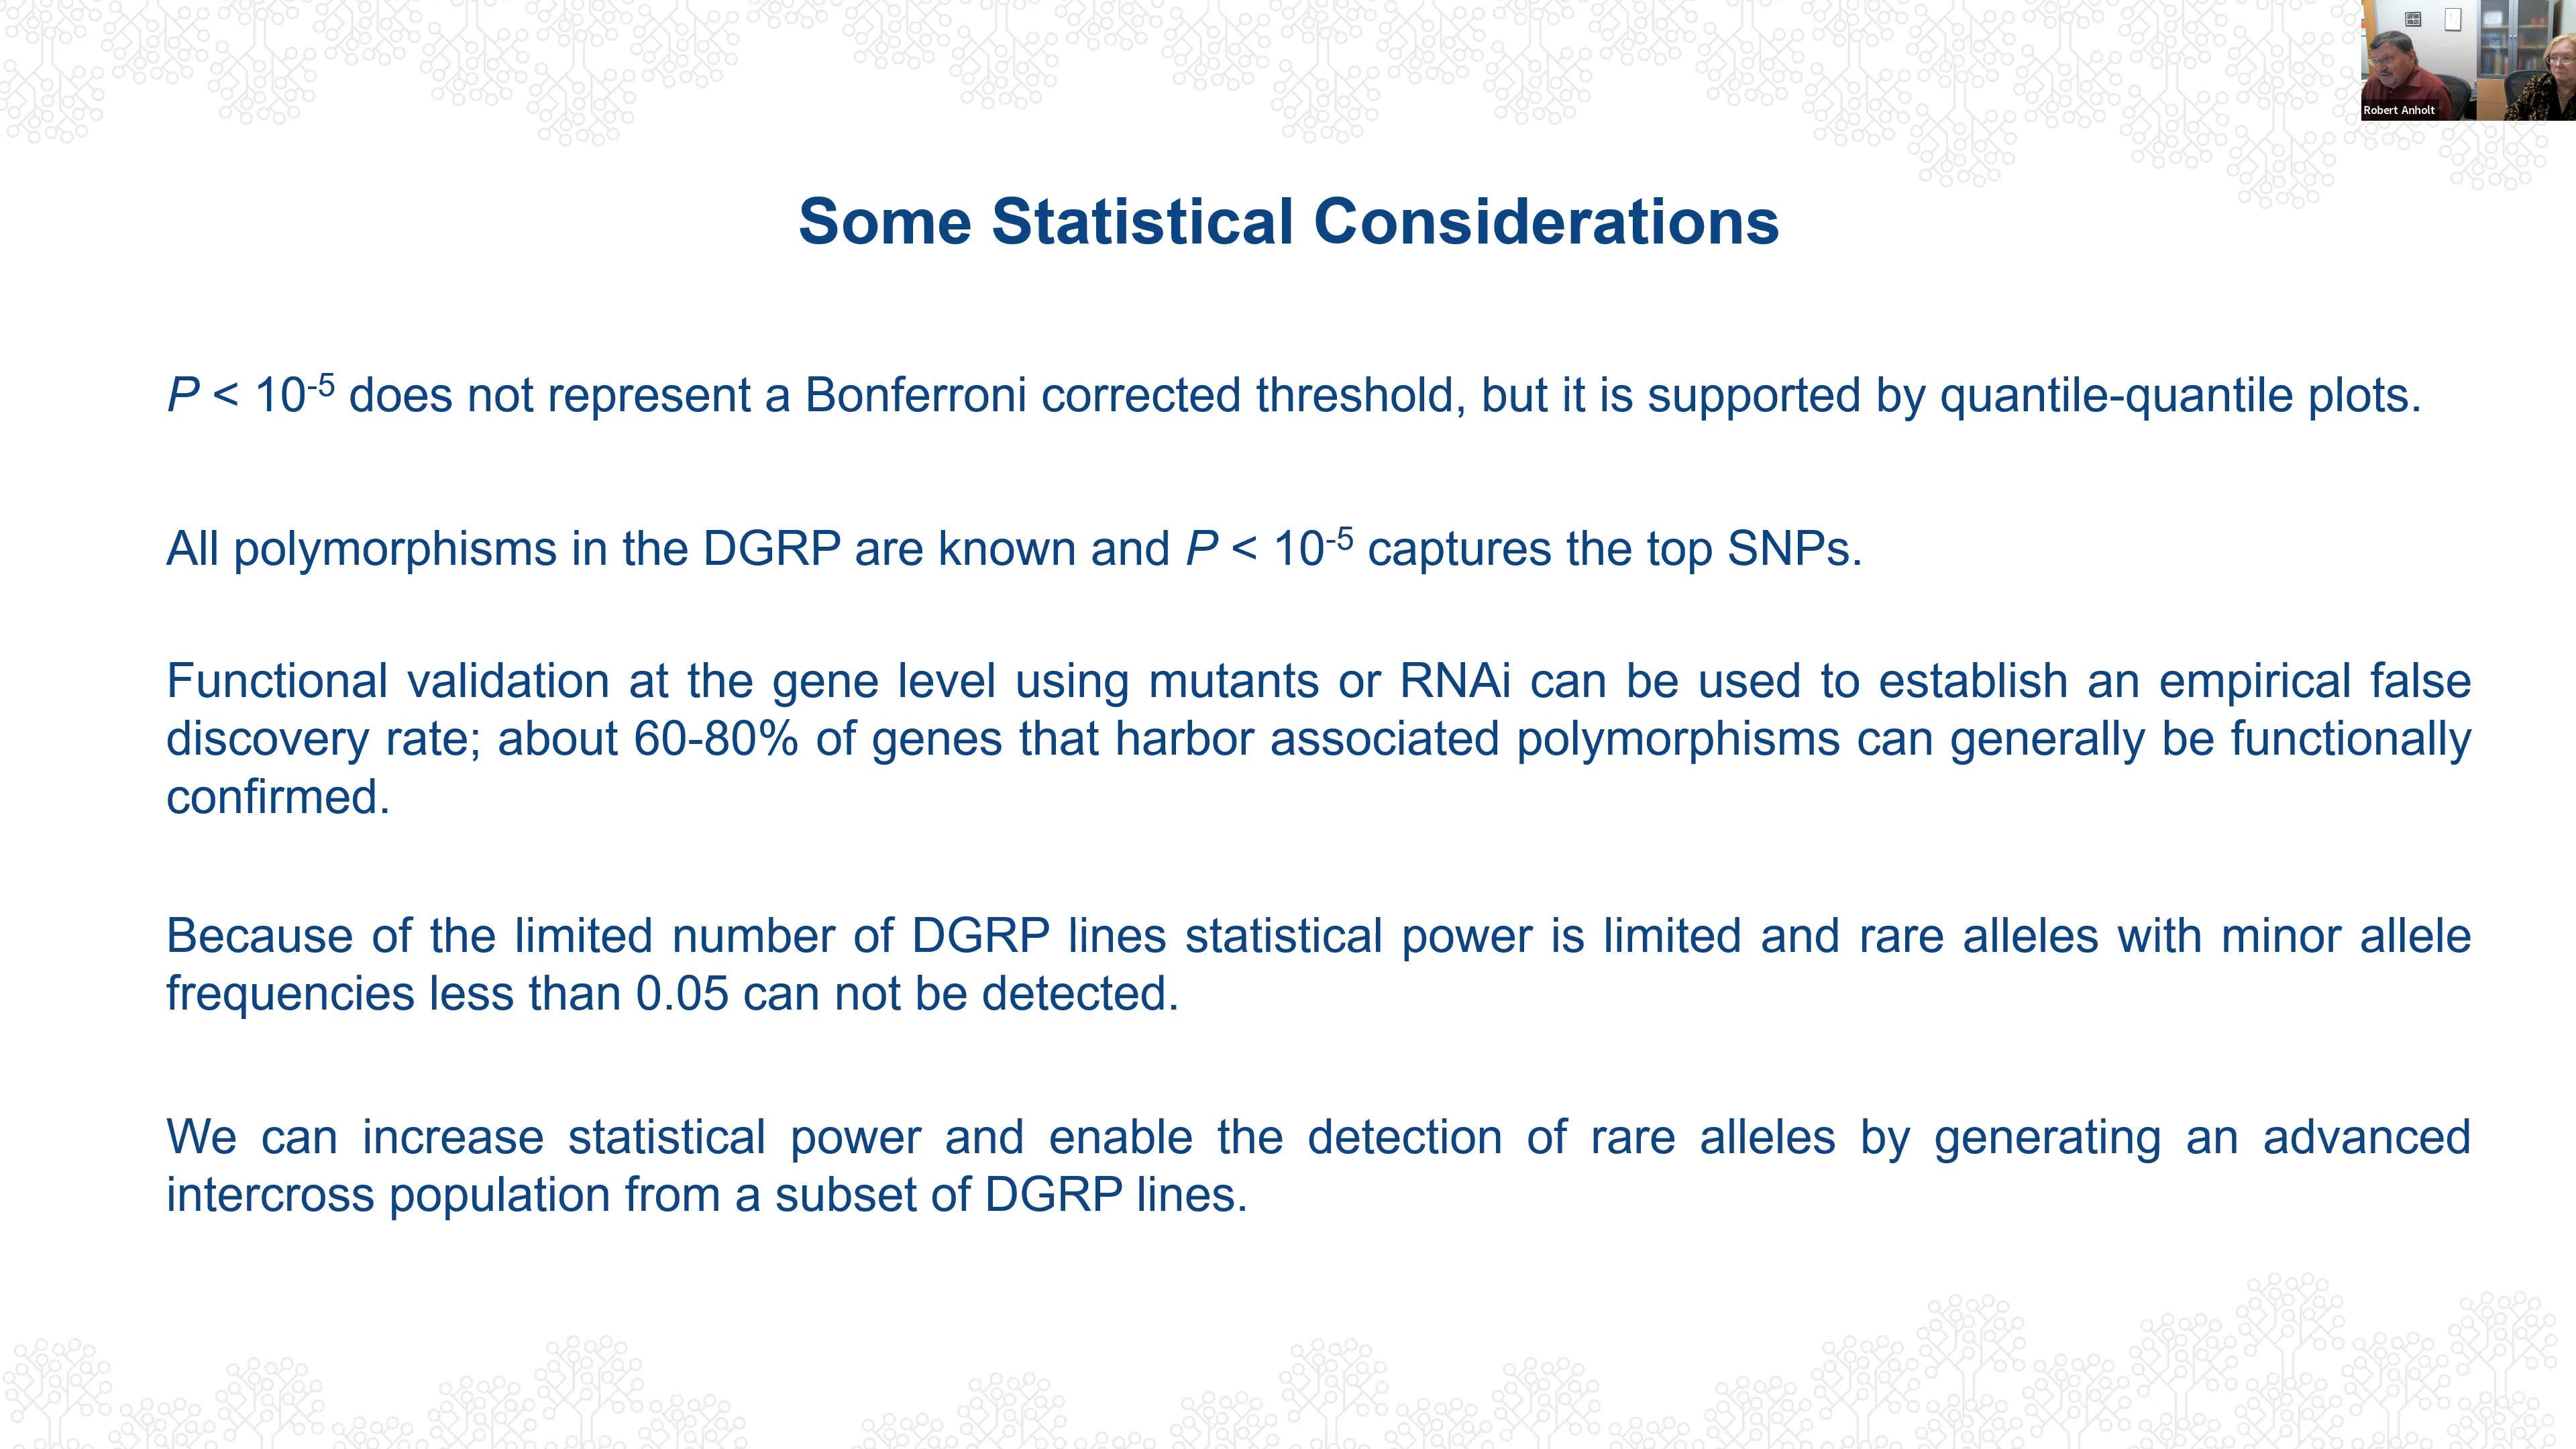 Robert Anholt
Some Statistical Considerations
P < 10⁻⁵ does not represent a Bonferroni corrected threshold, but it is supported by quantile-quantile plots.
All polymorphisms in the DGRP are known and P < 10⁻⁵ captures the top SNPs.
Functional validation at the gene level using mutants or RNAi can be used to establish an empirical false
discovery rate; about 60-80% of genes that harbor associated polymorphisms can generally be functionally
confirmed.
Because of the limited number of DGRP lines statistical power is limited and rare alleles with minor allele
frequencies less than 0.05 can not be detected.
We can increase statistical power and enable the detection of rare alleles by generating an advanced
intercross population from a subset of DGRP lines.